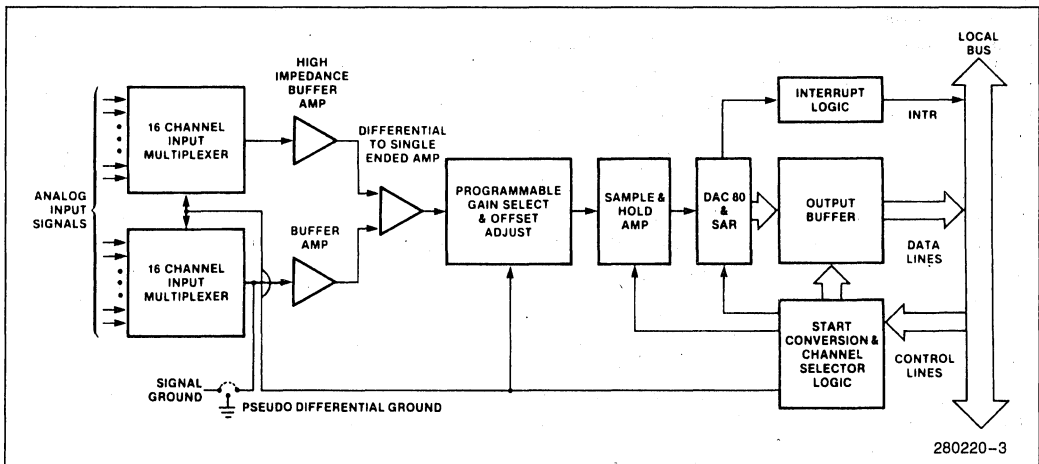 LOCAL
BUS
HIGH
IMPEDANCE
BUFFER
AMP
INTERRUPT
LOGIC
INTR
16 CHANNEL
INPUT
MULTIPLEXER
DIFFERENTIAL
TO SINGLE
ENDED AMP
ANALOG
INPUT
SIGNALS
PROGRAMMABLE
GAIN SELECT
& OFFSET
ADJUST
SAMPLE &
HOLD
AMP
DAC 80
&
SAR
OUTPUT
BUFFER
DATA
LINES
BUFFER
AMP
16 CHANNEL
INPUT
MULTIPLEXER
START
CONVERSION &
CHANNEL
SELECTOR
LOGIC
CONTROL
LINES
SIGNAL
GROUND
PSEUDO DIFFERENTIAL GROUND
280220-3